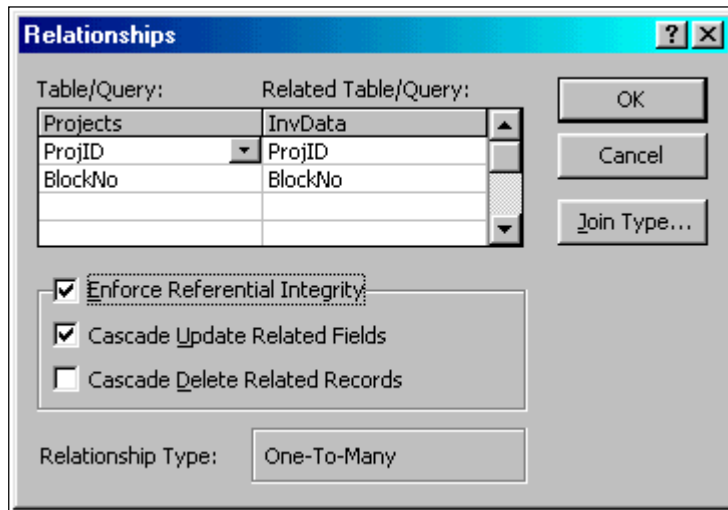 Relationships
Table/Query: Related Table/Query:
Projects InvData
ProjID ProjID
BlockNo BlockNo
OK
Cancel
Join Type...
Enforce Referential Integrity
Cascade Update Related Fields
Cascade Delete Related Records
Relationship Type: One-To-Many